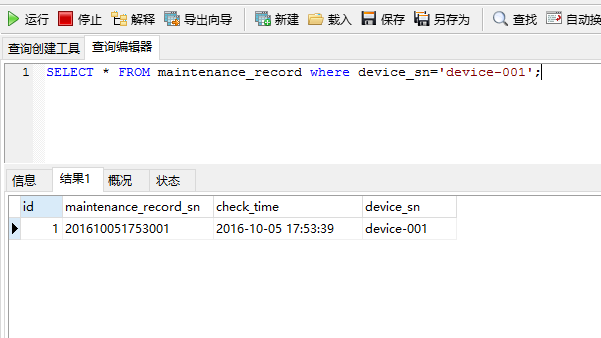 运行 停止 解释 导出向导 新建 载入 保存 另存为 查找 自动换
查询创建工具 查询编辑器
1 SELECT * FROM maintenance_record where device_sn='device-001';
信息 结果1 概况 状态
id maintenance_record_sn check_time device_sn
1 201610051753001 2016-10-05 17:53:39 device-001